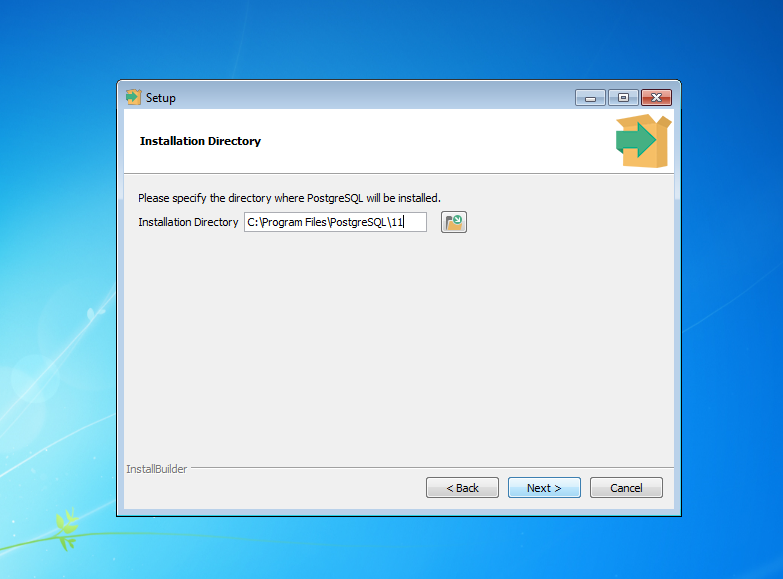 Setup
Installation Directory
Please specify the directory where PostgreSQL will be installed.
Installation Directory C:\Program Files\PostgreSQL\11
InstallBuilder
< Back Next > Cancel